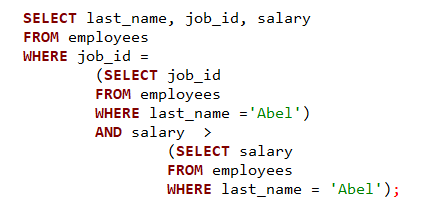 SELECT last_name, job_id, salary
FROM employees
WHERE job_id =
(SELECT job_id
FROM employees
WHERE last_name ='Abel')
AND salary >
(SELECT salary
FROM employees
WHERE last_name = 'Abel');